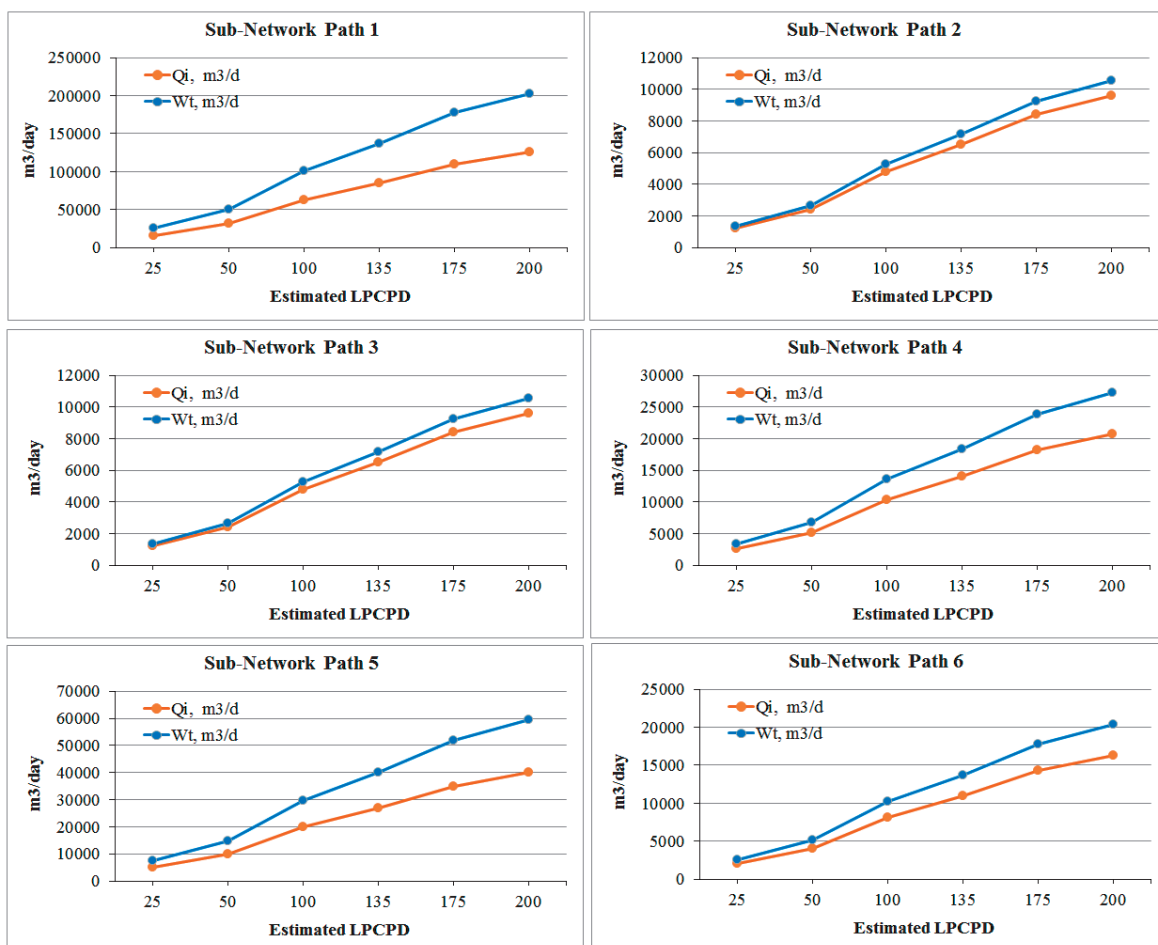 Sub-Network Path 1
250000
200000
150000
100000
50000
0
m3/day
Qi, m3/d
Wt, m3/d
25 50 100 135 175 200
Estimated LPCPD
Sub-Network Path 2
12000
10000
8000
6000
4000
2000
0
m3/day
Qi, m3/d
Wt, m3/d
25 50 100 135 175 200
Estimated LPCPD
Sub-Network Path 3
12000
10000
8000
6000
4000
2000
0
m3/day
Qi, m3/d
Wt, m3/d
25 50 100 135 175 200
Estimated LPCPD
Sub-Network Path 4
30000
25000
20000
15000
10000
5000
0
m3/day
Qi, m3/d
Wt, m3/d
25 50 100 135 175 200
Estimated LPCPD
Sub-Network Path 5
70000
60000
50000
40000
30000
20000
10000
0
m3/day
Qi, m3/d
Wt, m3/d
25 50 100 135 175 200
Estimated LPCPD
Sub-Network Path 6
25000
20000
15000
10000
5000
0
m3/day
Qi, m3/d
Wt, m3/d
25 50 100 135 175 200
Estimated LPCPD